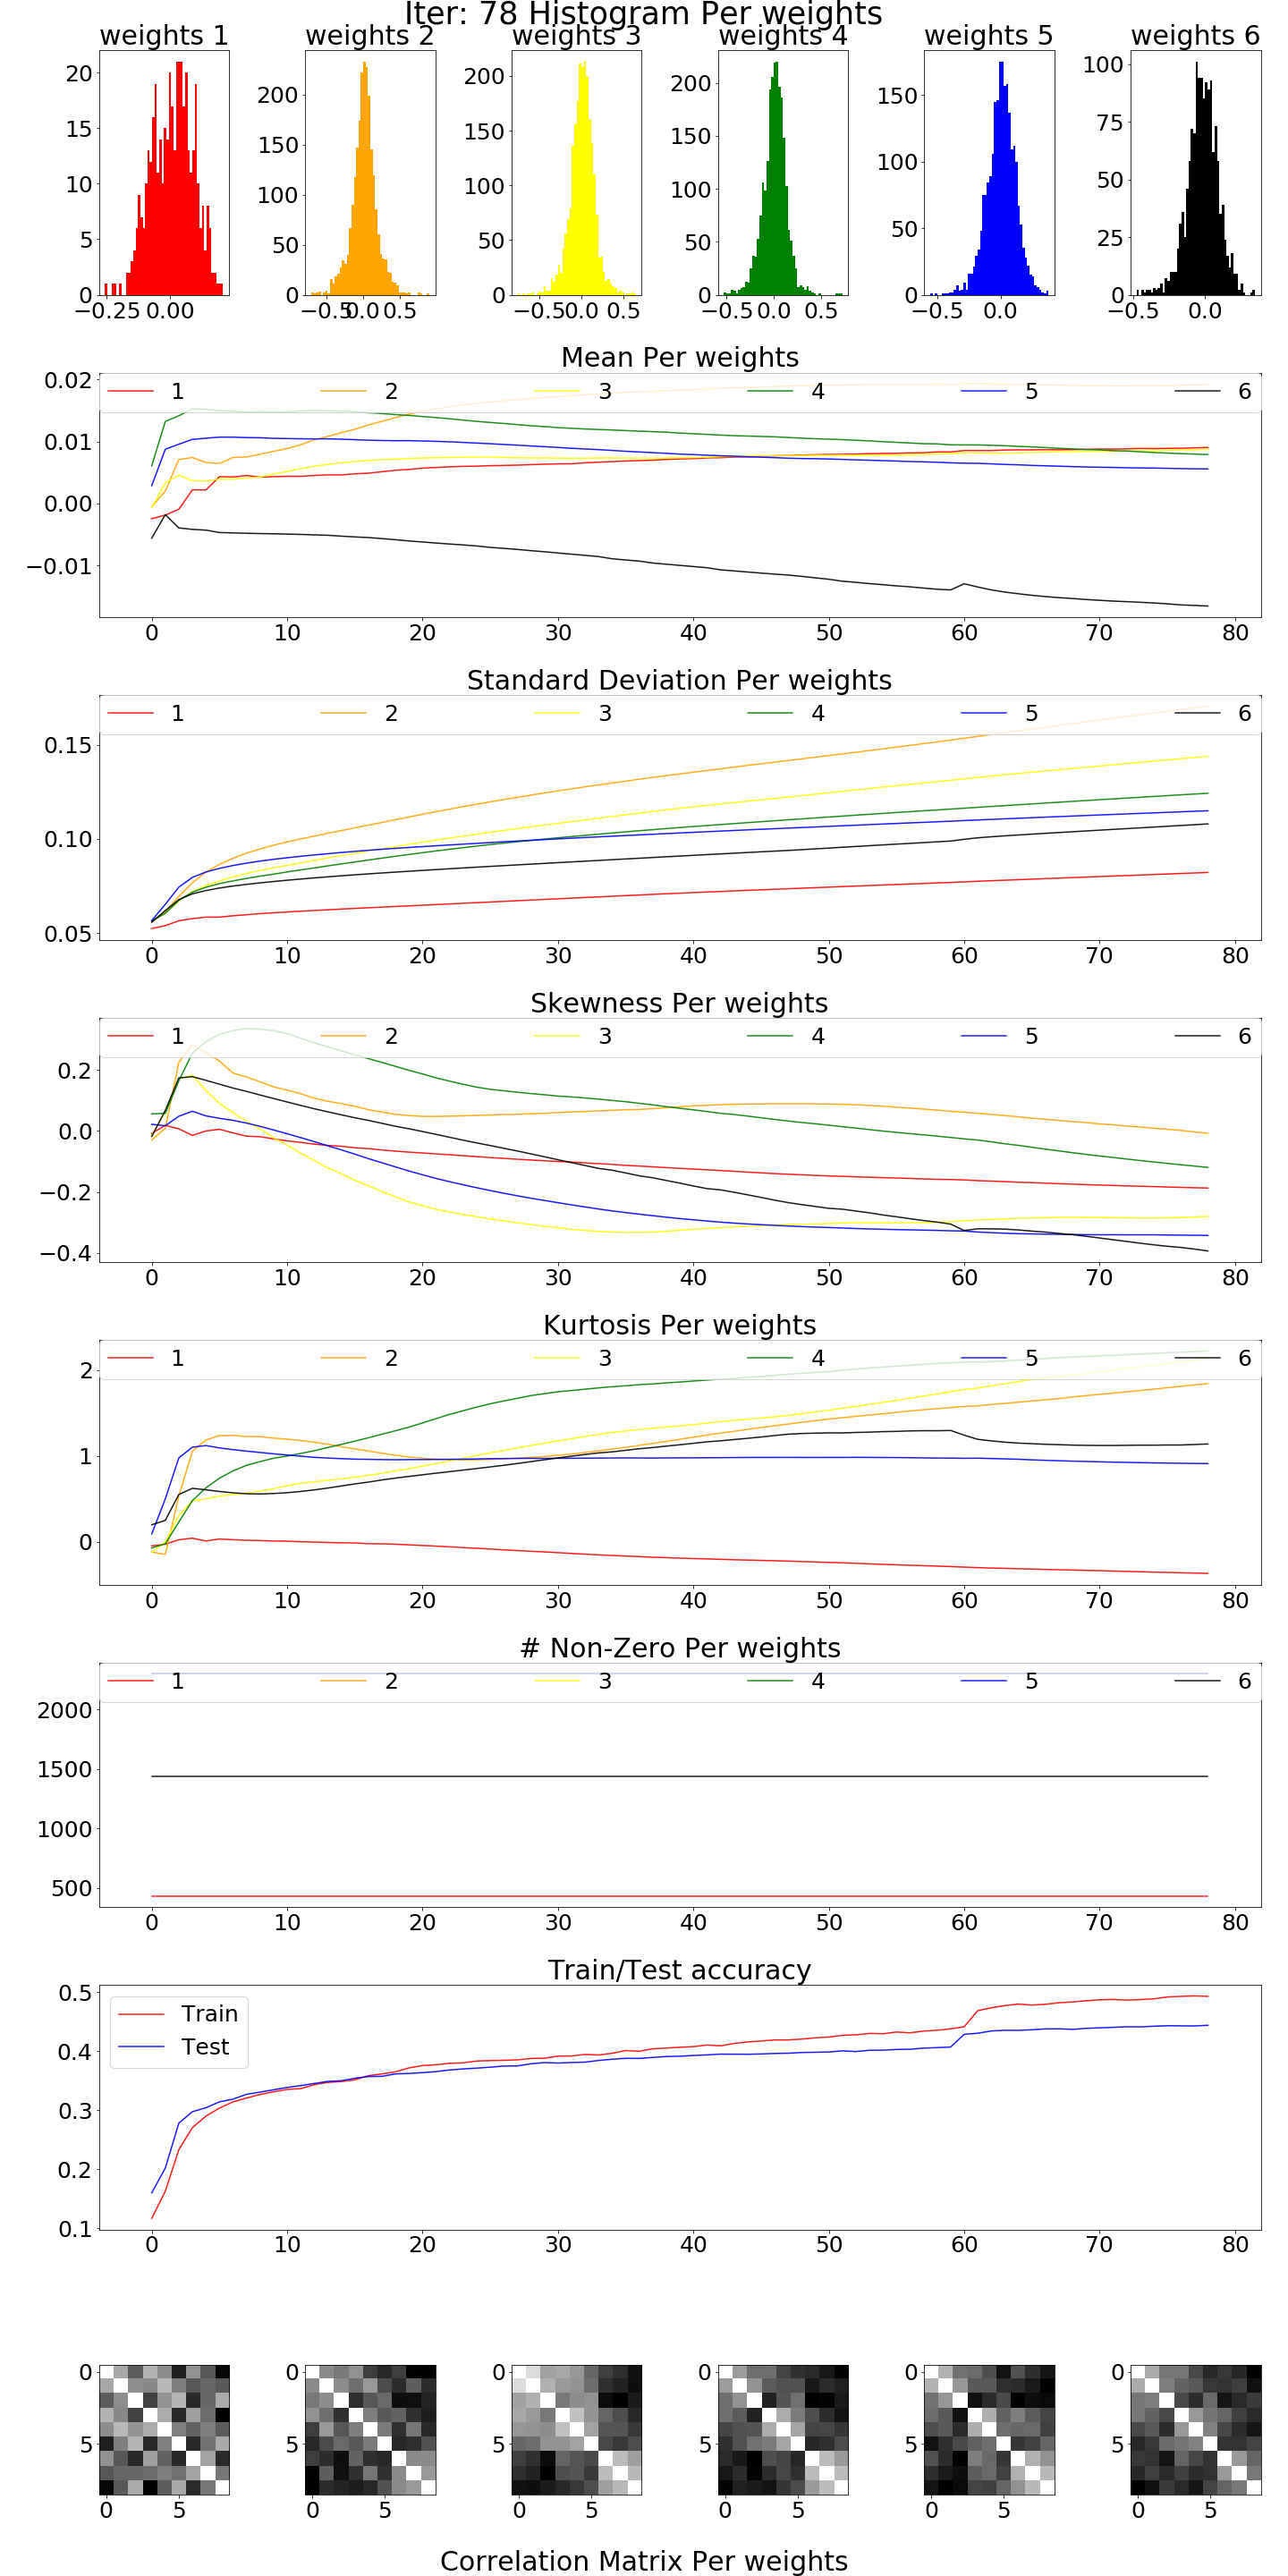 Iter: 78 Histogram Per weights
weights 1 weights 2 weights 3 weights 4 weights 5 weights 6
20 15 10 5 0
−0.25 0.00
200 150 100 50 0
−0.5 0.0 0.5
200 150 100 50 0
−0.5 0.0 0.5
200 150 100 50 0
−0.5 0.0 0.5
150 100 50 0
−0.5 0.0
100 75 50 25 0
−0.5 0.0
Mean Per weights
1 2 3 4 5 6
0.02
0.01
0.00
−0.01
0 10 20 30 40 50 60 70 80
Standard Deviation Per weights
1 2 3 4 5 6
0.15
0.10
0.05
0 10 20 30 40 50 60 70 80
Skewness Per weights
1 2 3 4 5 6
0.2
0.0
−0.2
−0.4
0 10 20 30 40 50 60 70 80
Kurtosis Per weights
1 2 3 4 5 6
2
1
0
0 10 20 30 40 50 60 70 80
# Non-Zero Per weights
1 2 3 4 5 6
2000
1500
1000
500
0 10 20 30 40 50 60 70 80
Train/Test accuracy
Train
Test
0.5
0.4
0.3
0.2
0.1
0 10 20 30 40 50 60 70 80
0 0 0 0 0 0
5 5 5 5 5 5
0 5 0 5 0 5 0 5 0 5 0 5
Correlation Matrix Per weights